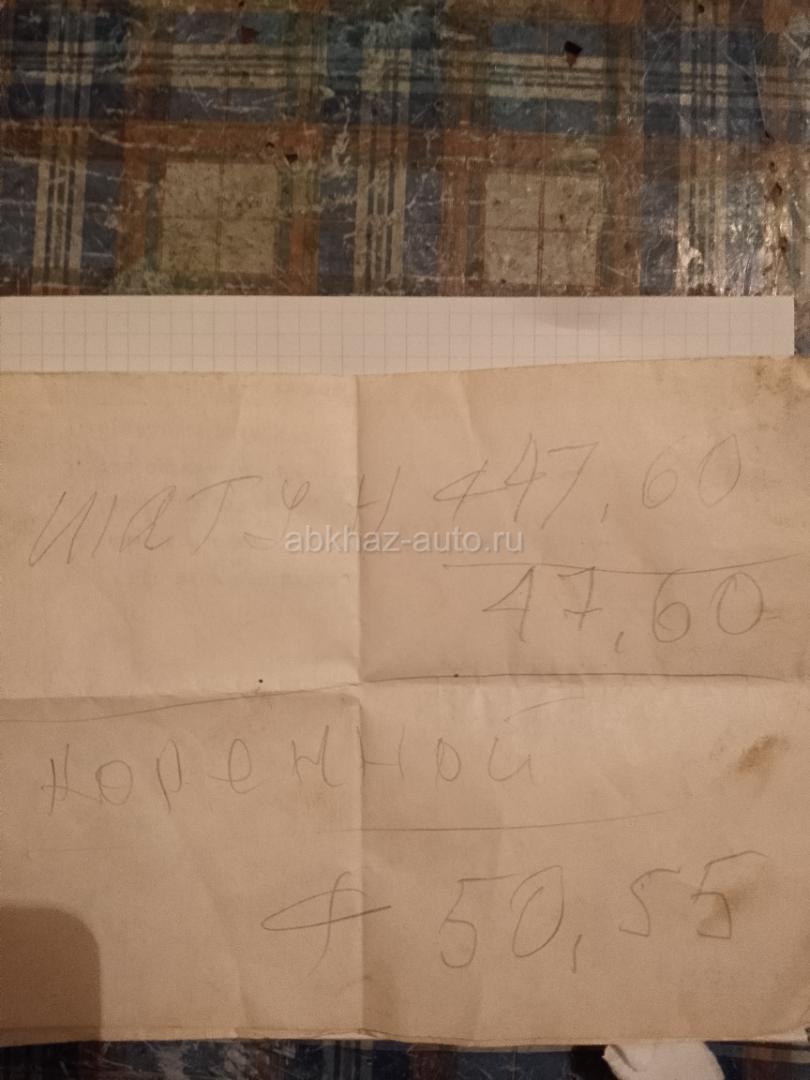 шатун ф 47,60
abkhaz-auto.ru
47,60
коренной
ф 50,55